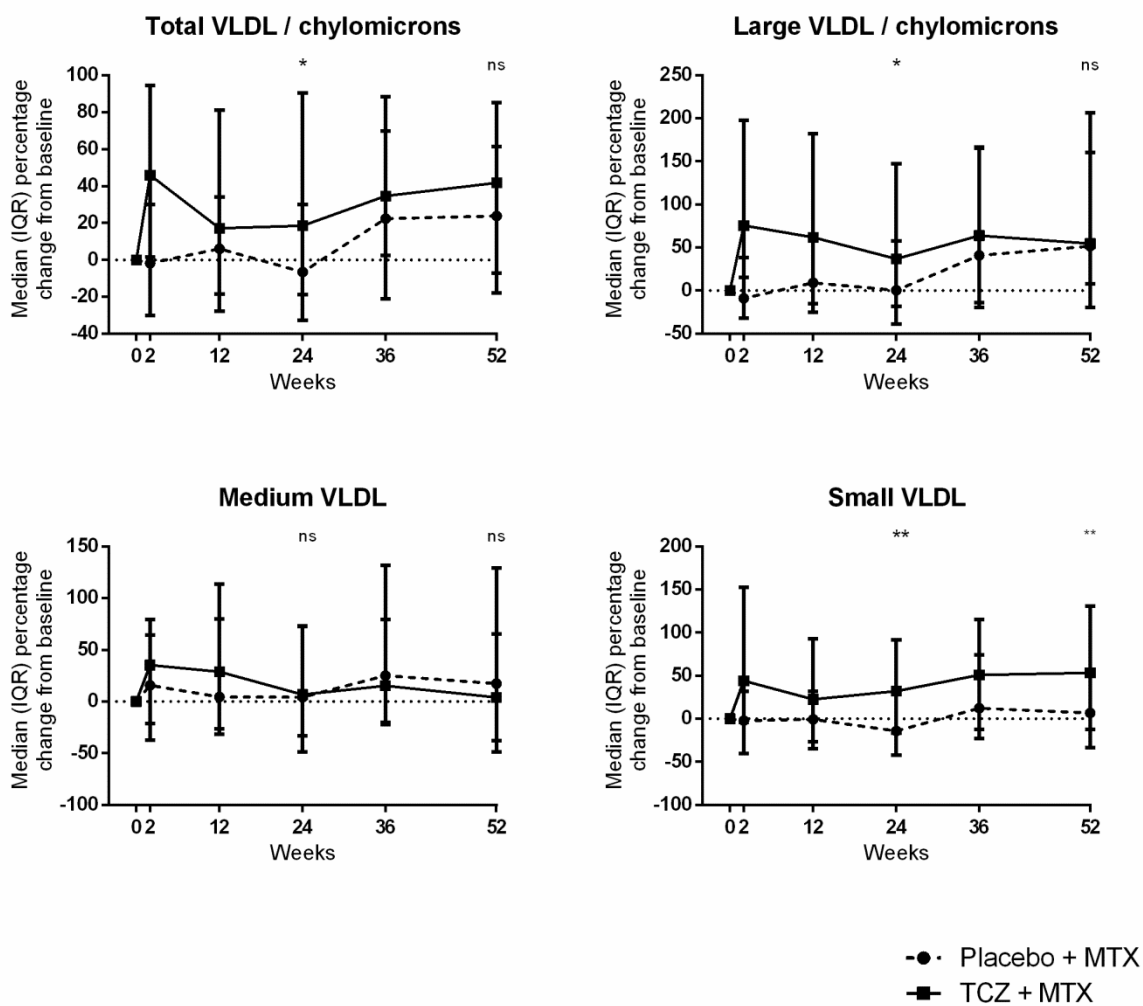 Total VLDL / chylomicrons
Median (IQR) percentage
change from baseline
100
80
60
40
20
0
-20
-40
*
ns
0 2 12 24 36 52
Weeks
Large VLDL / chylomicrons
Median (IQR) percentage
change from baseline
250
200
150
100
50
0
-50
*
ns
0 2 12 24 36 52
Weeks
Medium VLDL
Median (IQR) percentage
change from baseline
150
100
50
0
-50
-100
ns
ns
0 2 12 24 36 52
Weeks
Small VLDL
Median (IQR) percentage
change from baseline
200
150
100
50
0
-50
-100
**
**
0 2 12 24 36 52
Weeks
Placebo + MTX
TCZ + MTX